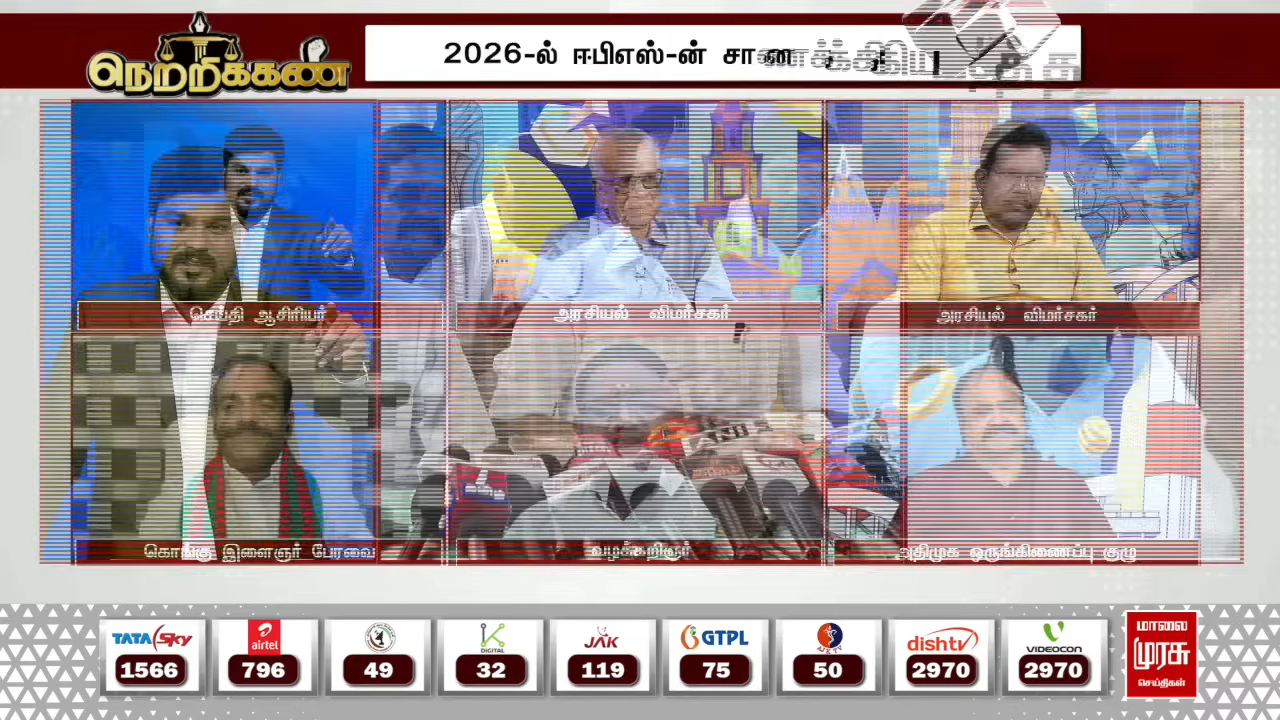 நெற்றிக்கண்
2026-ல் ஈபிஎஸ்-ன்
செய்தி ஆசிரியர்
அரசியல் விமர்சகர்
அரசியல் விமர்சகர்
கொங்கு இளைஞர் பேரவை
வழக்கறிஞர்
அதிமுக ஒருங்கிணைப்பு குழு
TATA Sky
1566
airtel
796
49
DIGITAL
32
JAK
119
GTPL
75
50
dishtv
2970
VIDEOCON
2970
மாலை
முரசு
செய்திகள்